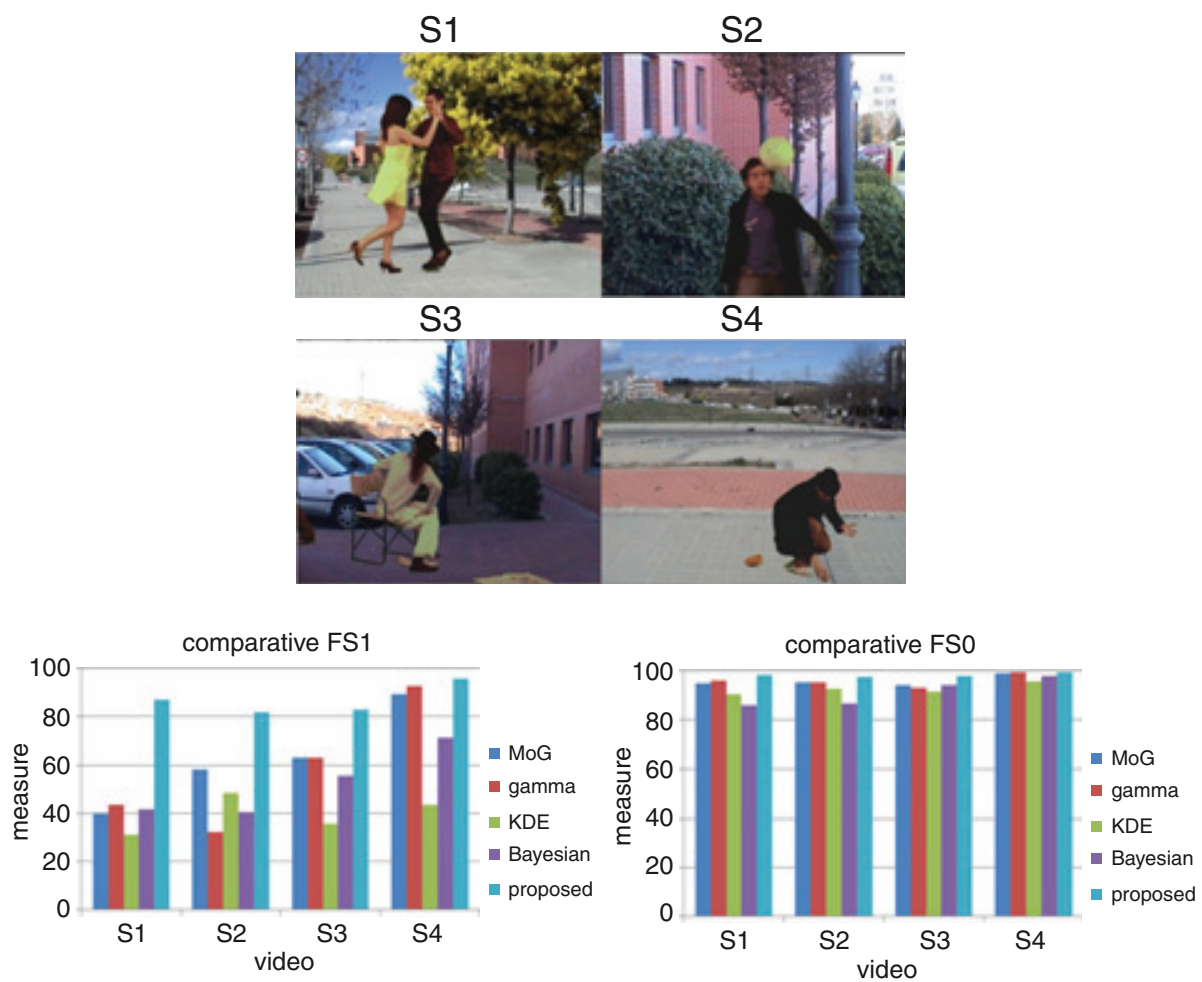 S1 S2
S3 S4
comparative FS1
100
80
60
40
20
0
measure
S1 S2 S3 S4
video
MoG
gamma
KDE
Bayesian
proposed
comparative FS0
100
80
60
40
20
0
measure
S1 S2 S3 S4
video
MoG
gamma
KDE
Bayesian
proposed